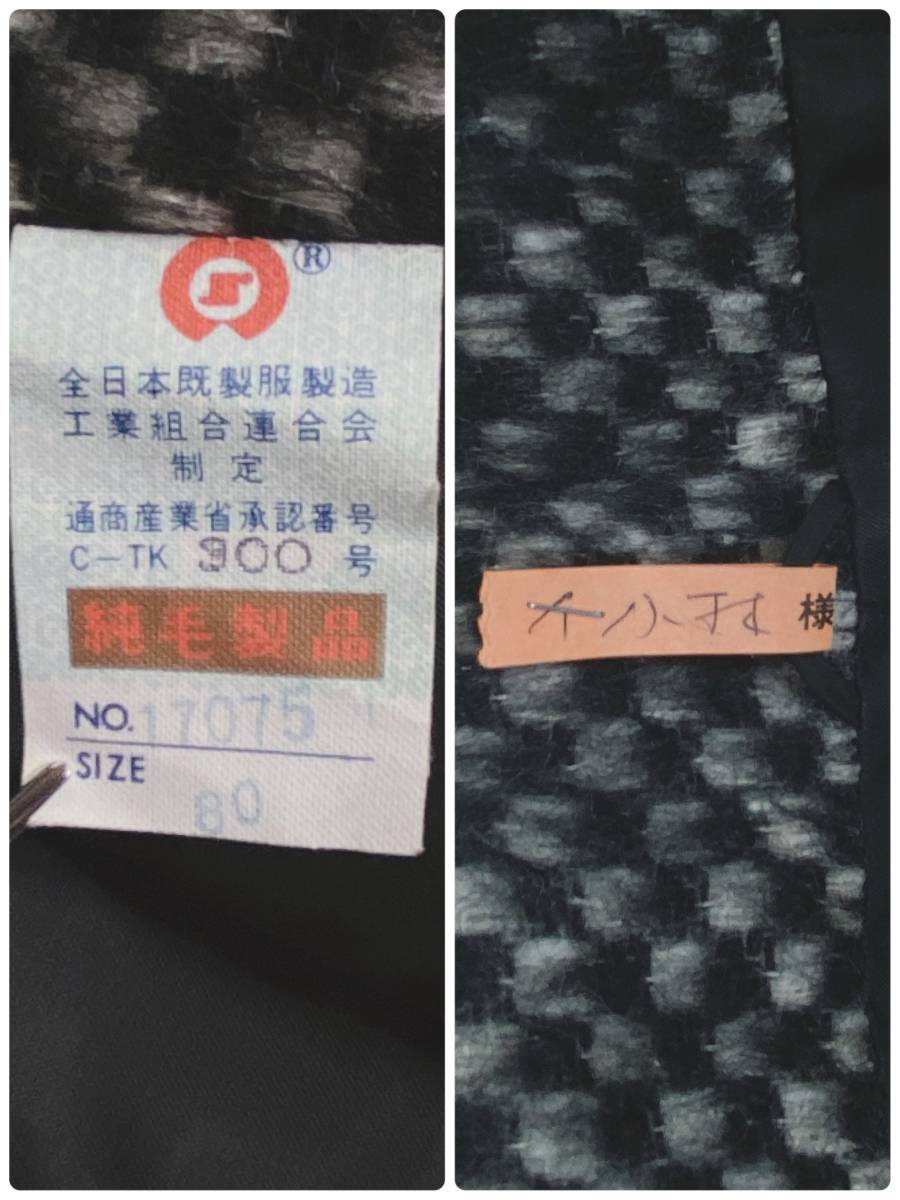 ®
全日本既製服製造
工業組合連合会
制定
通商産業省承認番号
C-TK 900 号
純毛製品
NO. 17075
SIZE
80
様